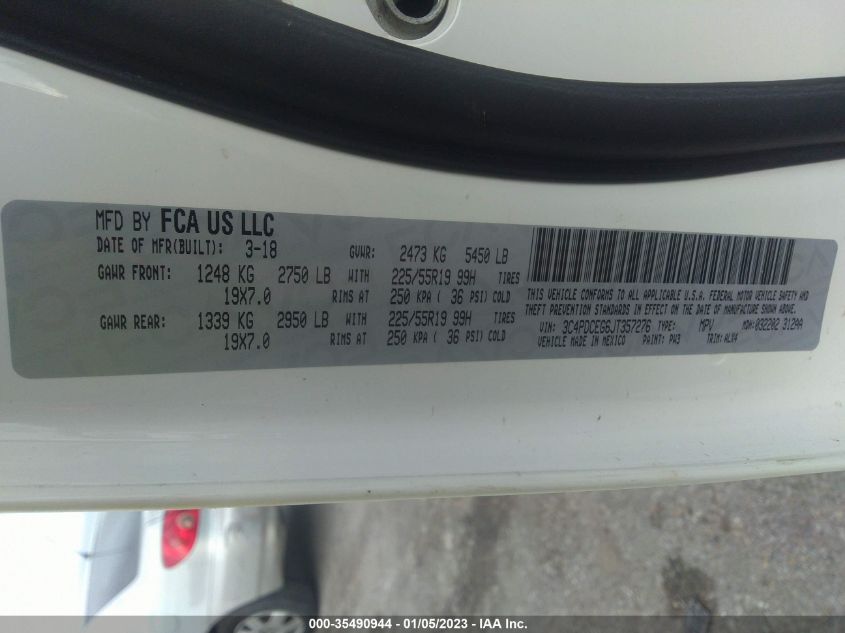 MFD BY FCA US LLC
DATE OF MFR(BUILT): 3-18 GVWR: 2473 KG 5450 LB
GAWR FRONT: 1248 KG 2750 LB WITH 225/55R19 99H TIRES
19X7.0 RIMS AT 250 KPA ( 36 PSI) COLD
GAWR REAR: 1339 KG 2950 LB WITH 225/55R19 99H TIRES
19X7.0 RIMS AT 250 KPA ( 36 PSI) COLD
THIS VEHICLE CONFORMS TO ALL APPLICABLE U.S.A. FEDERAL MOTOR VEHICLE SAFETY AND
THEFT PREVENTION STANDARDS IN EFFECT ON THE DATE OF MANUFACTURE SHOWN ABOVE.
VIN: 3C4PDCEG6JT357276 TYPE: MPV MDH: 032202 312AA
VEHICLE MADE IN MEXICO PAINT: PW3 TRIM: ALX4
000-35490944 - 01/05/2023 - IAA Inc.